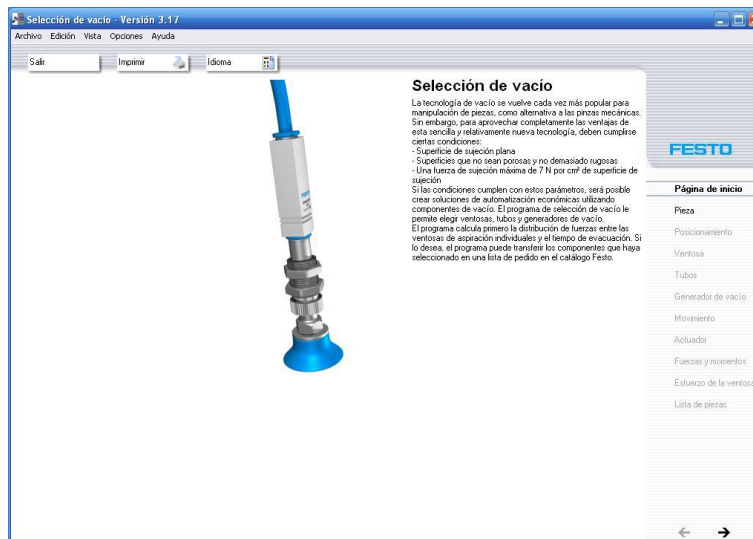 Selección de vacío - Versión 3.17
Archivo Edición Vista Opciones Ayuda
Salir Imprimir Idioma
Selección de vacío
La tecnología de vacío se vuelve cada vez más popular para
manipulación de piezas, como alternativa a las pinzas mecánicas.
Sin embargo, para aprovechar completamente las ventajas de
esta sencilla y relativamente nueva tecnología, deben cumplirse
ciertas condiciones:
- Superficie de sujeción plana
- Superficies que no sean porosas y no demasiado rugosas
- Una fuerza de sujeción máxima de 7 N por cm² de superficie de
sujeción
Si las condiciones cumplen con estos parámetros, será posible
crear soluciones de automatización económicas utilizando
componentes de vacío. El programa de selección de vacío le
permite elegir ventosas, tubos y generadores de vacío.
El programa calcula primero la distribución de fuerzas entre las
ventosas de aspiración individuales y el tiempo de evacuación. Si
lo desea, el programa puede transferir los componentes que haya
seleccionado en una lista de pedido en el catálogo Festo.
FESTO
Página de inicio
Pieza
Posicionamiento
Ventosa
Tubos
Generador de vacío
Movimiento
Actuador
Fuerzas y momentos
Esfuerzo de la ventosa
Lista de piezas